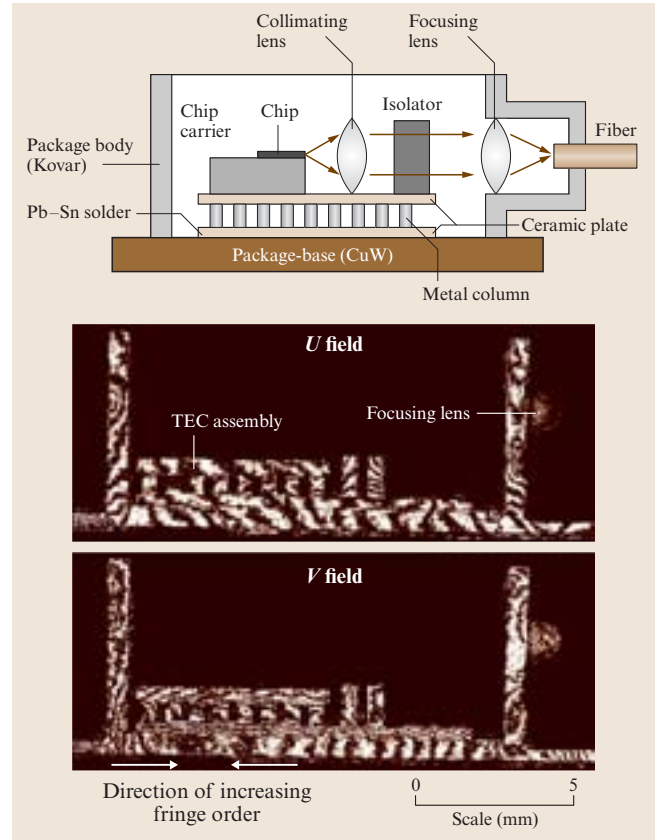 Collimating
lens
Focusing
lens
Isolator
Chip
carrier
Chip
Fiber
Package body
(Kovar)
Pb–Sn solder
Ceramic plate
Package-base (CuW)
Metal column
U field
Focusing lens
TEC assembly
V field
Direction of increasing
fringe order
0
5
Scale (mm)